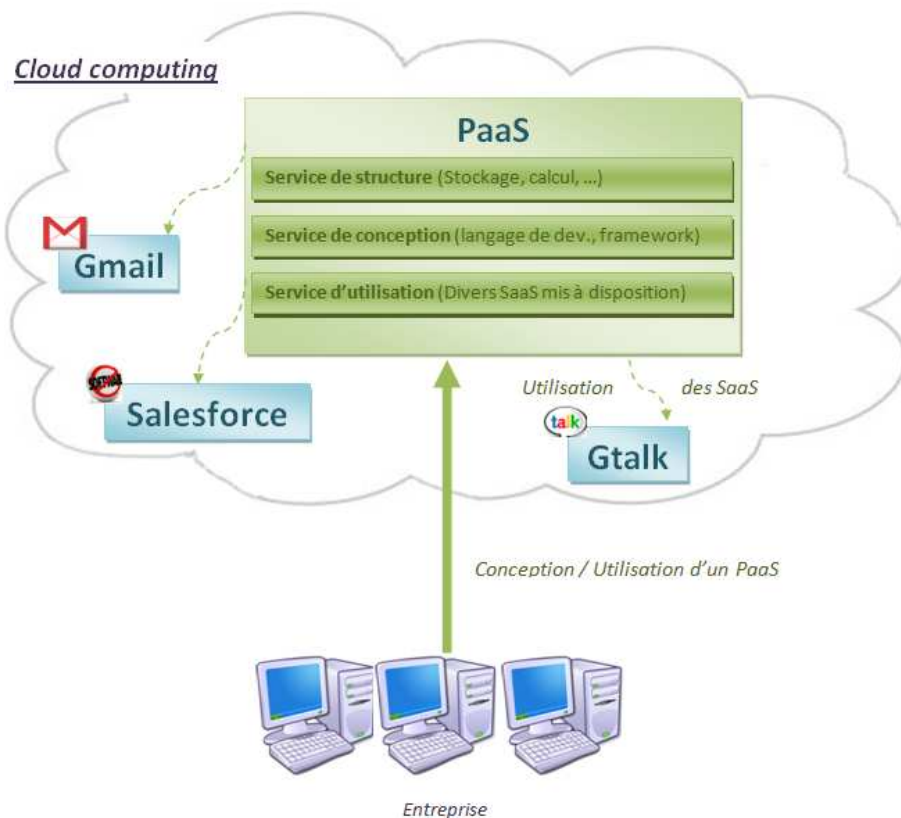 Cloud computing
PaaS
Service de structure (Stockage, calcul, ...)
Service de conception (langage de dev., framework)
Service d'utilisation (Divers SaaS mis à disposition)
Gmail
Salesforce
Utilisation des SaaS
talk
Gtalk
Conception / Utilisation d'un PaaS
Entreprise